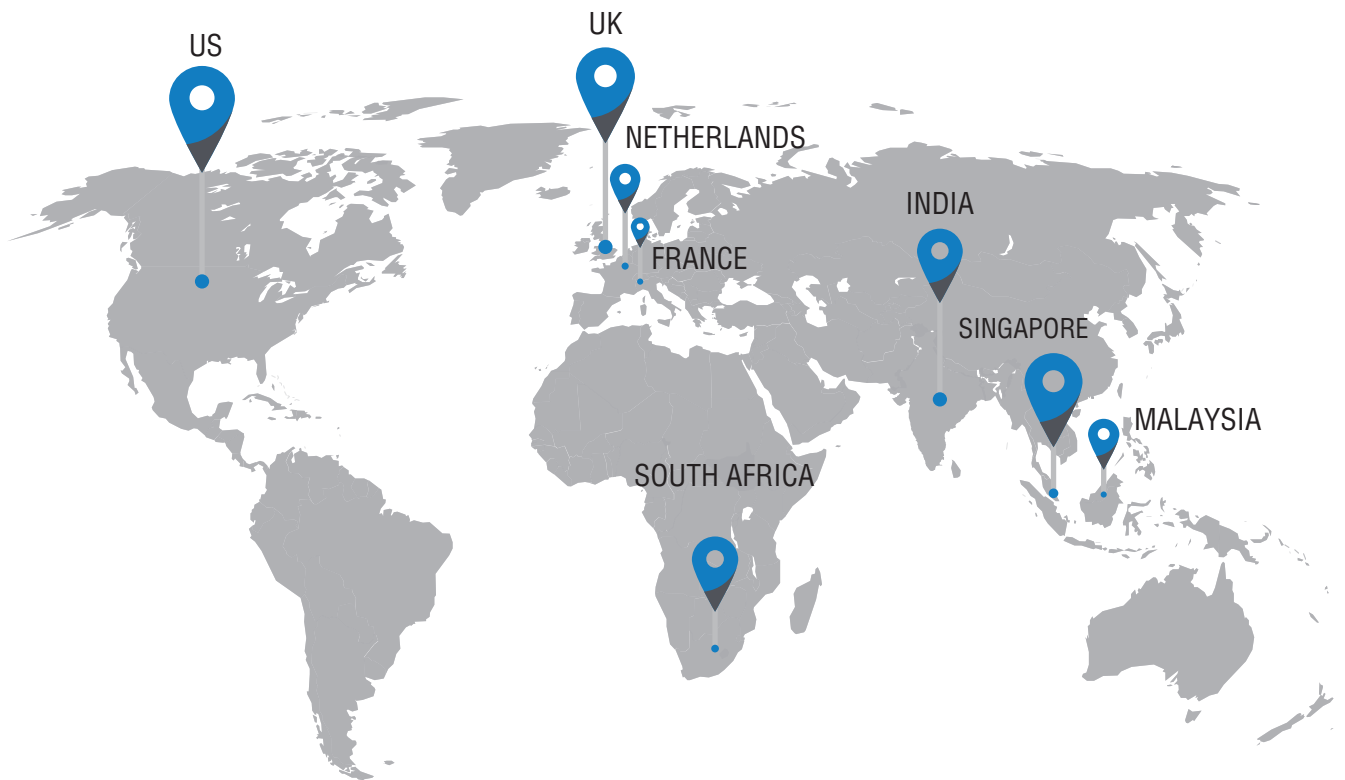 UK
US
NETHERLANDS
INDIA
FRANCE
SINGAPORE
MALAYSIA
SOUTH AFRICA